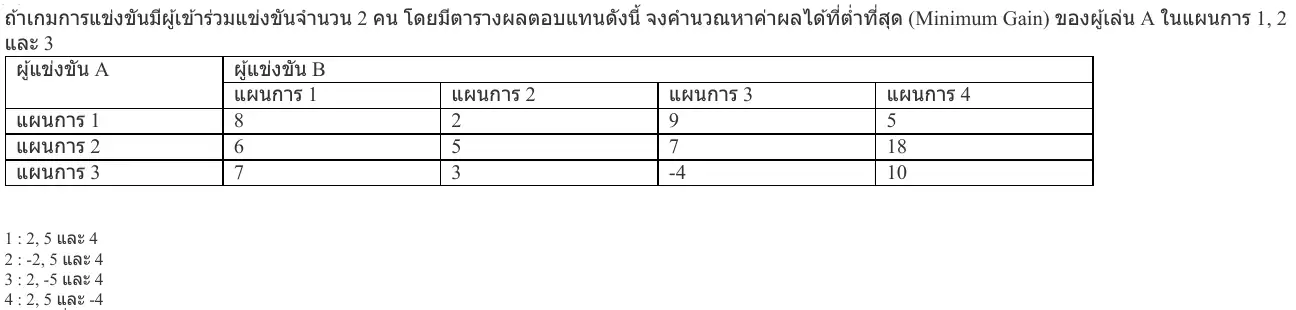 ถ้าเกมการแข่งขันมีผู้เข้าร่วมแข่งขันจำนวน 2 คน โดยมีตารางผลตอบแทนดังนี้ จงคำนวณหาค่าผลได้ที่ต่ำที่สุด (Minimum Gain) ของผู้เล่น A ในแผนการ 1, 2
และ 3
ผู้แข่งขัน A ผู้แข่งขัน B
แผนการ 1 แผนการ 2 แผนการ 3 แผนการ 4
แผนการ 1 8 2 9 5
แผนการ 2 6 5 7 18
แผนการ 3 7 3 -4 10
1 : 2, 5 และ 4
2 : -2, 5 และ 4
3 : 2, -5 และ 4
4 : 2, 5 และ -4